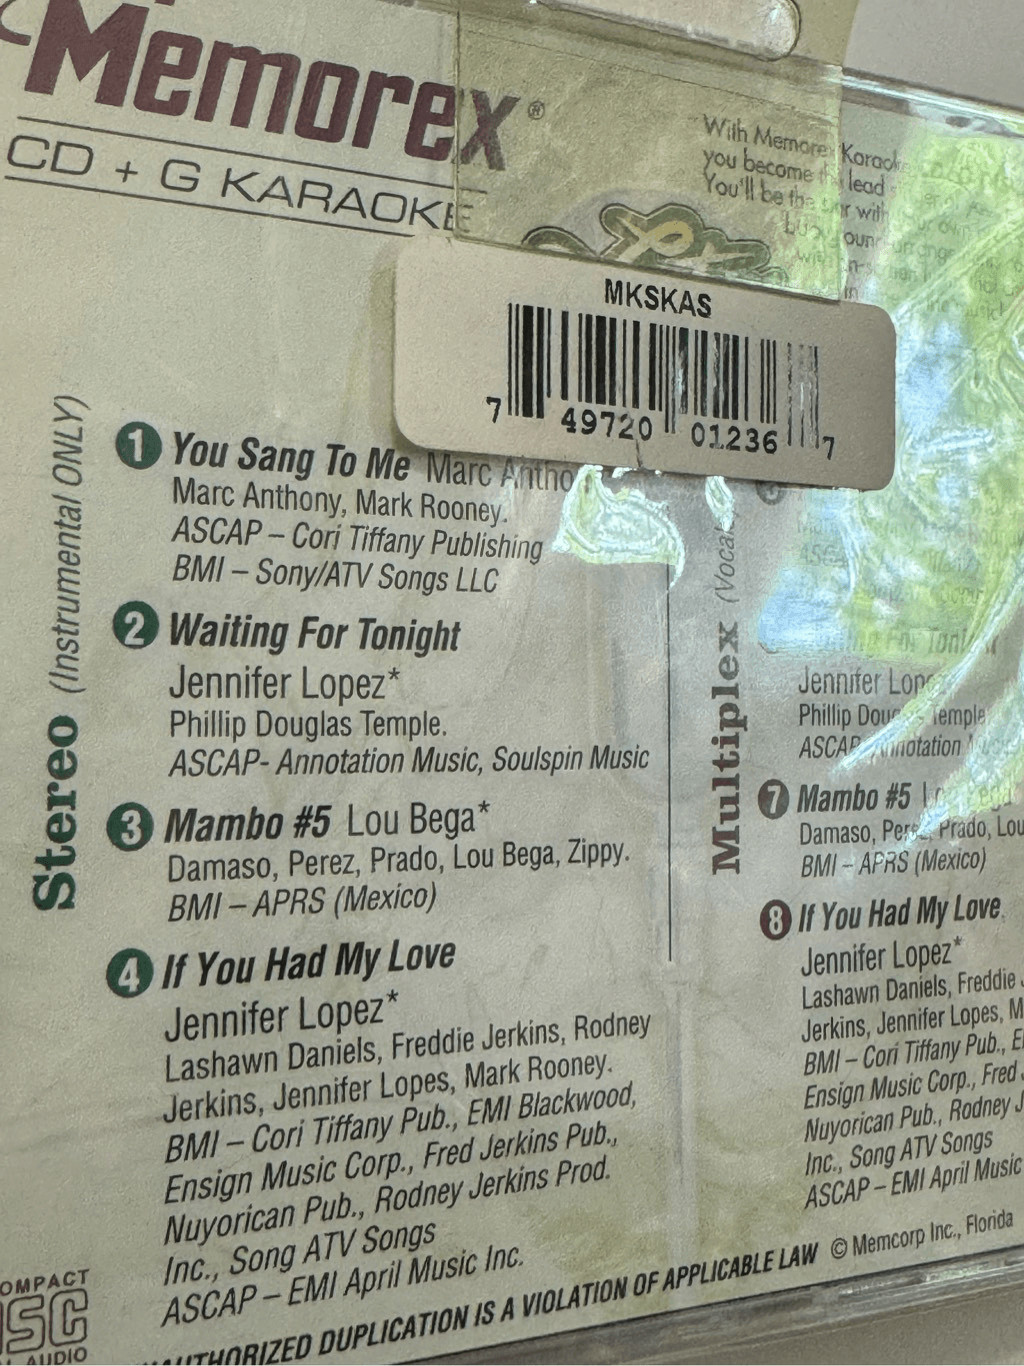 Memorex®
CD + G KARAOKE
With Memorex Karaoke
you become lead
You'll be the with
MKSKAS
7 49720 01236 7
Stereo (Instrumental ONLY)
1 You Sang To Me Marc
Marc Anthony, Mark Rooney.
ASCAP – Cori Tiffany Publishing
BMI – Sony/ATV Songs LLC
2 Waiting For Tonight
Jennifer Lopez*
Phillip Douglas Temple.
ASCAP- Annotation Music, Soulspin Music
3 Mambo #5 Lou Bega*
Damaso, Perez, Prado, Lou Bega, Zippy.
BMI – APRS (Mexico)
4 If You Had My Love
Jennifer Lopez*
Lashawn Daniels, Freddie Jerkins, Rodney
Jerkins, Jennifer Lopes, Mark Rooney.
BMI – Cori Tiffany Pub., EMI Blackwood,
Ensign Music Corp., Fred Jerkins Pub.,
Nuyorican Pub., Rodney Jerkins Prod.
Inc., Song ATV Songs
ASCAP – EMI April Music Inc.
Multiplex
For
Jennifer
Phillip Temple
ASCAP Annotation
7 Mambo #5
Damaso, Perez, Prado, Lou
BMI – APRS (Mexico)
8 If You Had My Love
Jennifer Lopez*
Lashawn Daniels, Freddie
Jerkins, Jennifer Lopes,
BMI – Cori Tiffany Pub.,
Ensign Music Corp., Fred
Nuyorican Pub., Rodney
Inc., Song ATV Songs
ASCAP – EMI April Music
OMPACT
DISC
AUDIO
AUTHORIZED DUPLICATION IS A VIOLATION OF APPLICABLE LAW © Memcorp Inc., Florida